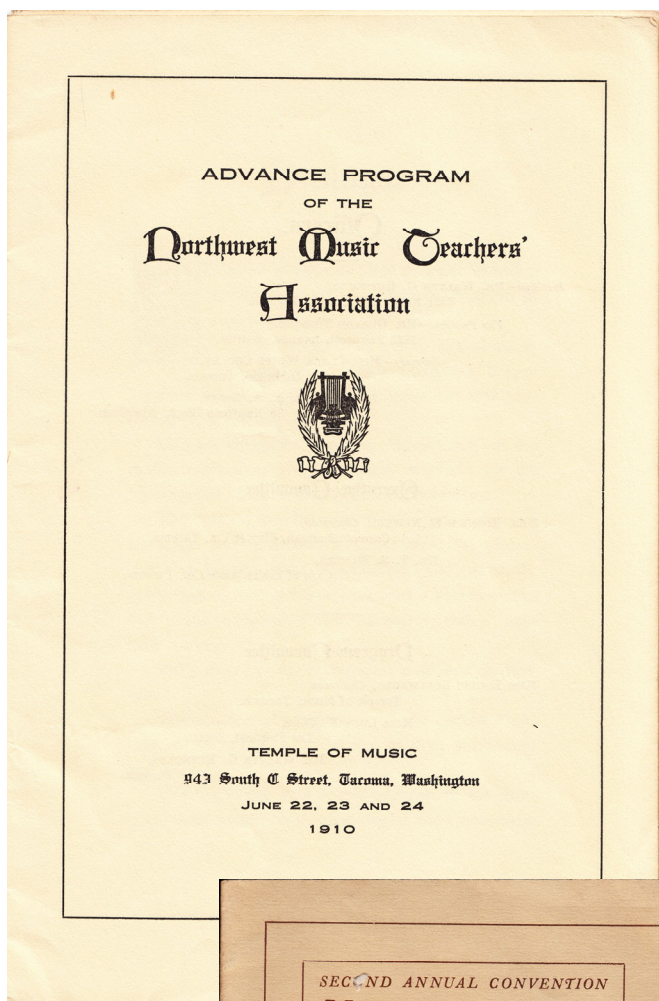 ADVANCE PROGRAM
OF THE
Northwest Music Teachers'
Association
TEMPLE OF MUSIC
943 South C Street, Tacoma, Washington
JUNE 22, 23 AND 24
1910
SECOND ANNUAL CONVENTION